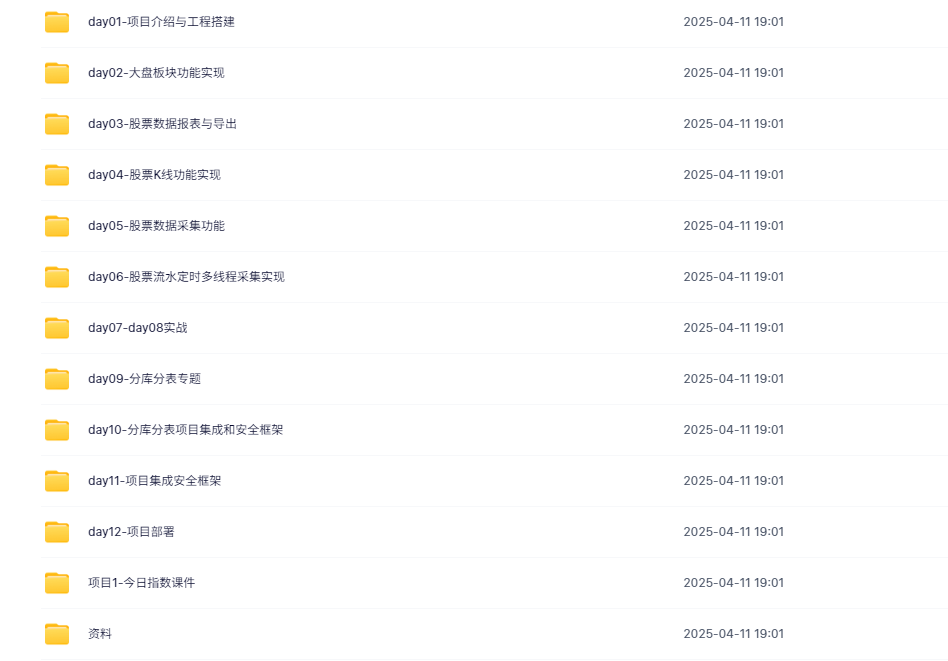 day01-项目介绍与工程搭建 2025-04-11 19:01
day02-大盘板块功能实现 2025-04-11 19:01
day03-股票数据报表与导出 2025-04-11 19:01
day04-股票K线功能实现 2025-04-11 19:01
day05-股票数据采集功能 2025-04-11 19:01
day06-股票流水定时多线程采集实现 2025-04-11 19:01
day07-day08实战 2025-04-11 19:01
day09-分库分表专题 2025-04-11 19:01
day10-分库分表项目集成和安全框架 2025-04-11 19:01
day11-项目集成安全框架 2025-04-11 19:01
day12-项目部署 2025-04-11 19:01
项目1-今日指数课件 2025-04-11 19:01
资料 2025-04-11 19:01